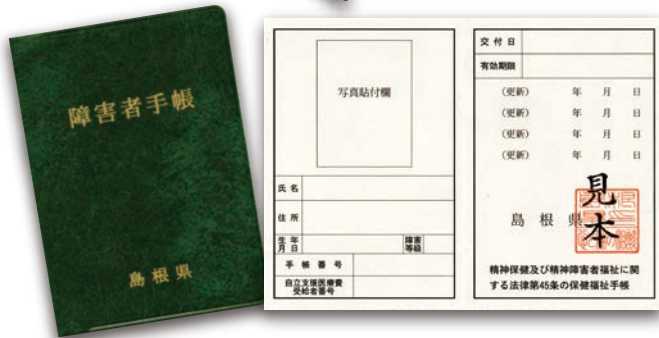 障害者手帳
島根県
写真貼付欄
氏名
住所
生年月日
障害等級
手帳番号
自立支援医療費
受給者番号
交付日
有効期限
(更新) 年 月 日
(更新) 年 月 日
(更新) 年 月 日
(更新) 年 月 日
島根県
見本
精神保健及び精神障害者福祉に関
する法律第45条の保健福祉手帳